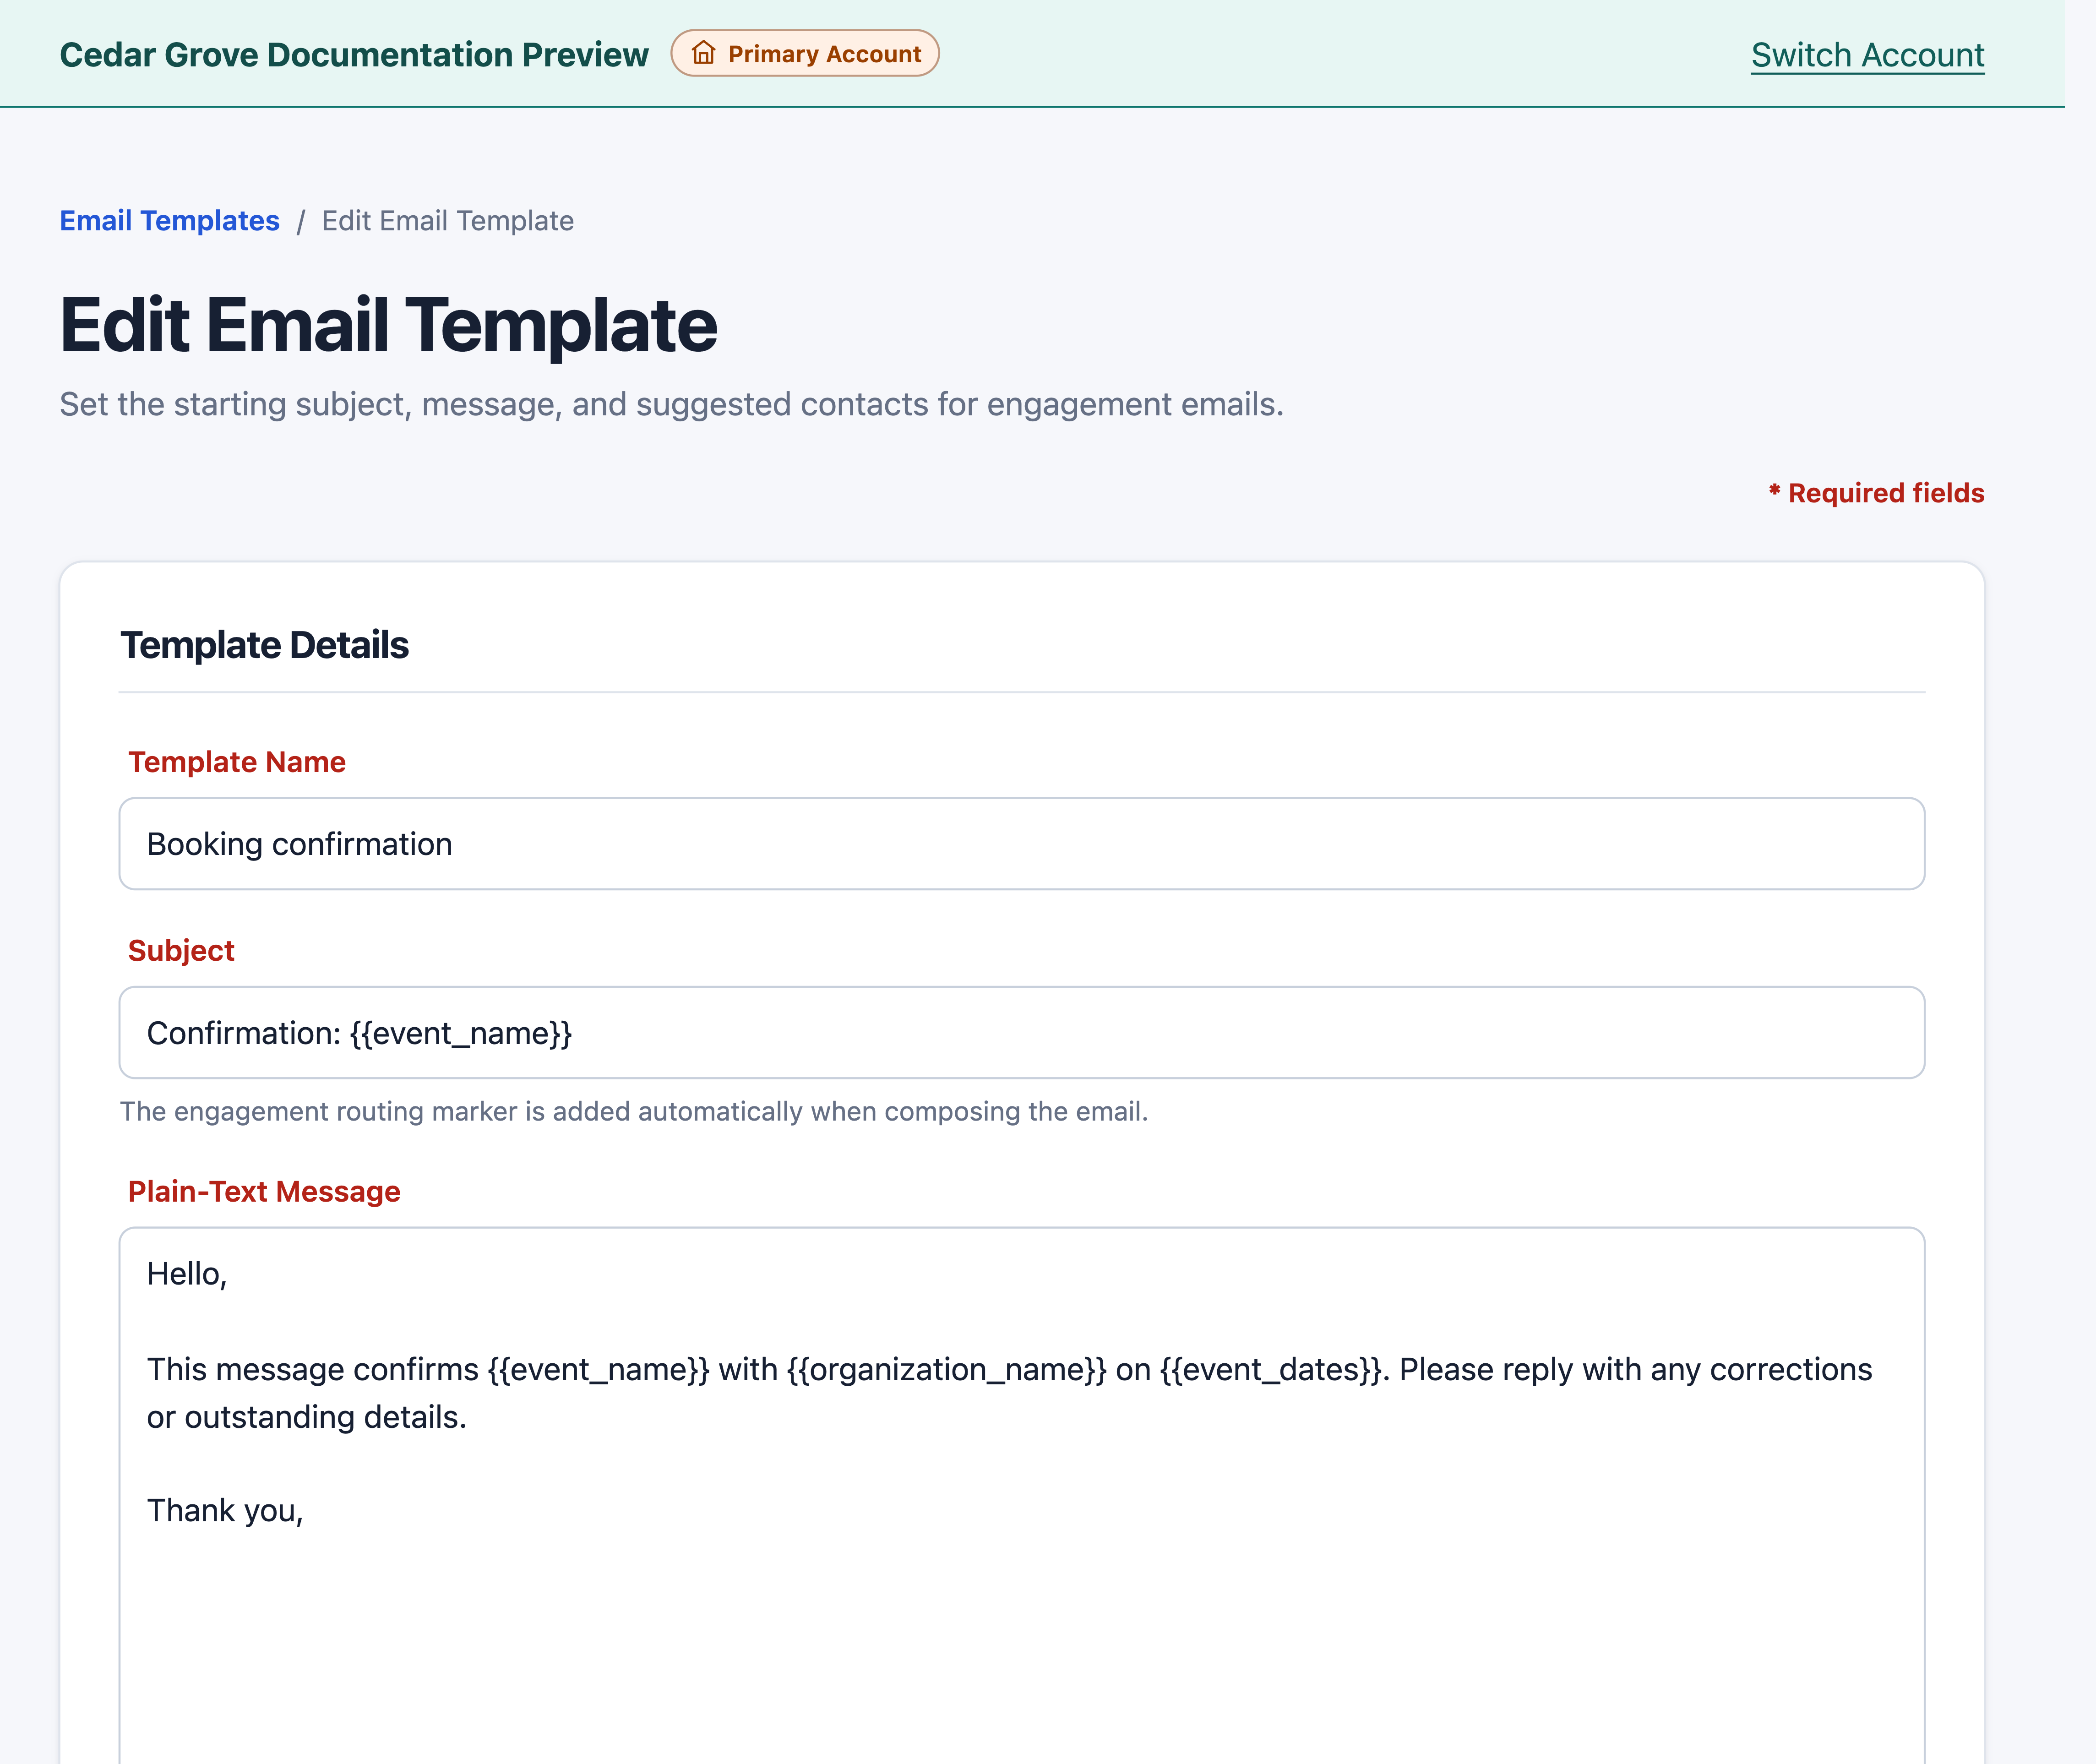 Cedar Grove Documentation Preview Primary Account Switch Account
Email Templates / Edit Email Template
Edit Email Template
Set the starting subject, message, and suggested contacts for engagement emails.
* Required fields
Template Details
Template Name
Booking confirmation
Subject
Confirmation: {{event_name}}
The engagement routing marker is added automatically when composing the email.
Plain-Text Message
Hello,
This message confirms {{event_name}} with {{organization_name}} on {{event_dates}}. Please reply with any corrections
or outstanding details.
Thank you,